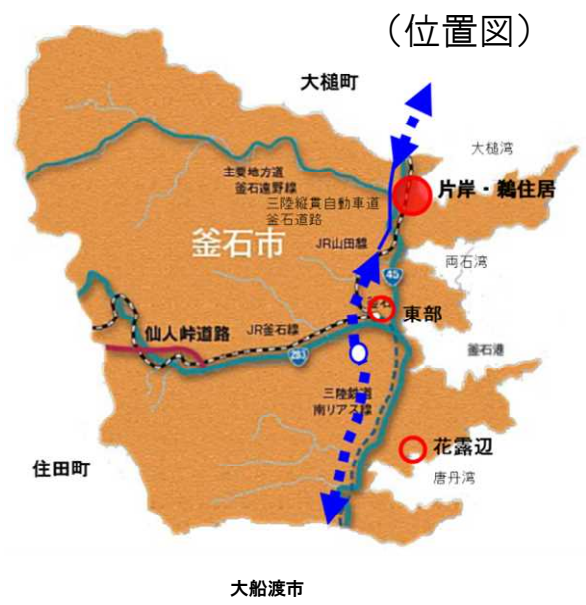 （位置図）
大槌町
大槌湾
主要地方道
釜石遠野線
三陸縦貫自動車道
釜石道路
片岸・鵜住居
釜石市
JR山田線
両石湾
45
東部
仙人峠道路
JR釜石線
釜石港
283
三陸鉄道
南リアス線
花露辺
住田町
唐丹湾
大船渡市